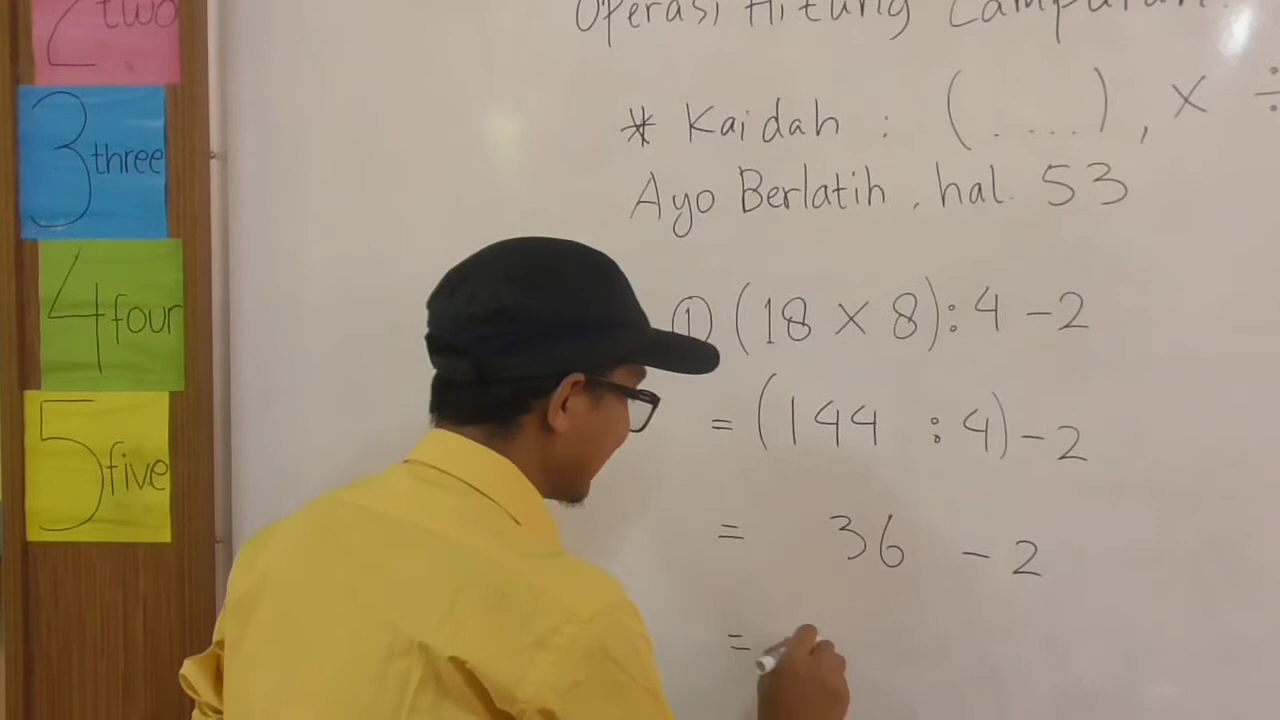 2 two
3 three
4 four
5 five
Operasi Hitung Campuran
* Kaidah : (....), x ÷
Ayo Berlatih, hal. 53
① (18 x 8) : 4 - 2
= (144 : 4) - 2
= 36 - 2
=